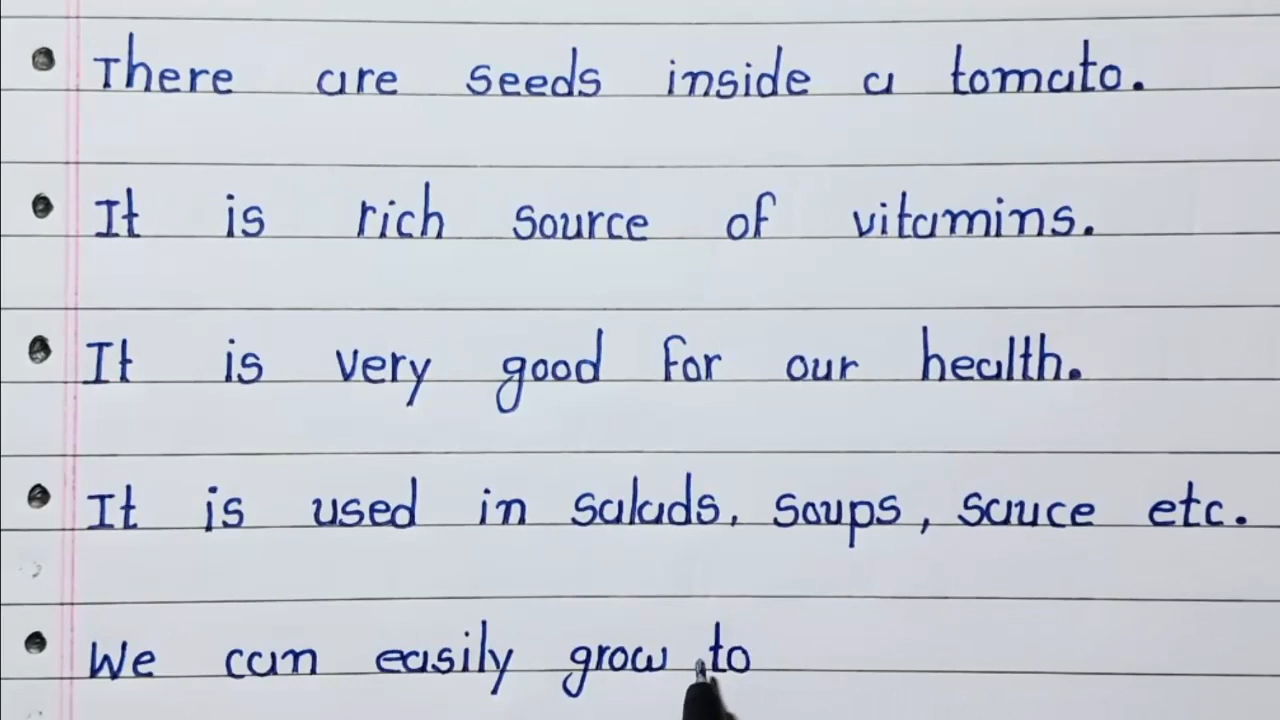 There are seeds inside a tomato.
It is rich source of vitamins.
It is very good for our health.
It is used in salads, soups, sauce etc.
We can easily grow to